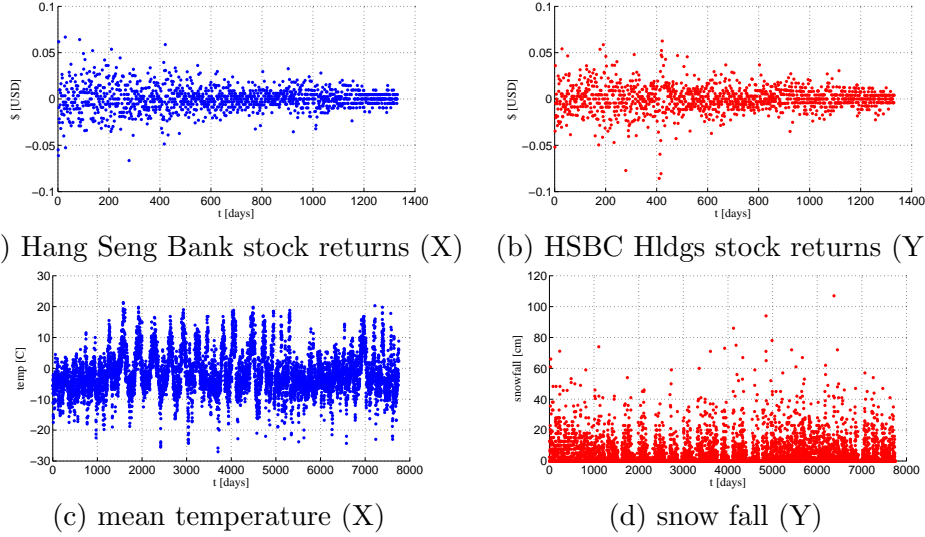 0.1
0.05
0
−0.05
−0.1
$ [USD]
0 200 400 600 800 1000 1200 1400
t [days]
0.1
0.05
0
−0.05
−0.1
$ [USD]
0 200 400 600 800 1000 1200 1400
t [days]
) Hang Seng Bank stock returns (X)
(b) HSBC Hldgs stock returns (Y
30
20
10
0
−10
−20
−30
temp [C]
0 1000 2000 3000 4000 5000 6000 7000 8000
t [days]
120
100
80
60
40
20
0
snowfall [cm]
0 1000 2000 3000 4000 5000 6000 7000 8000
t [days]
(c) mean temperature (X)
(d) snow fall (Y)